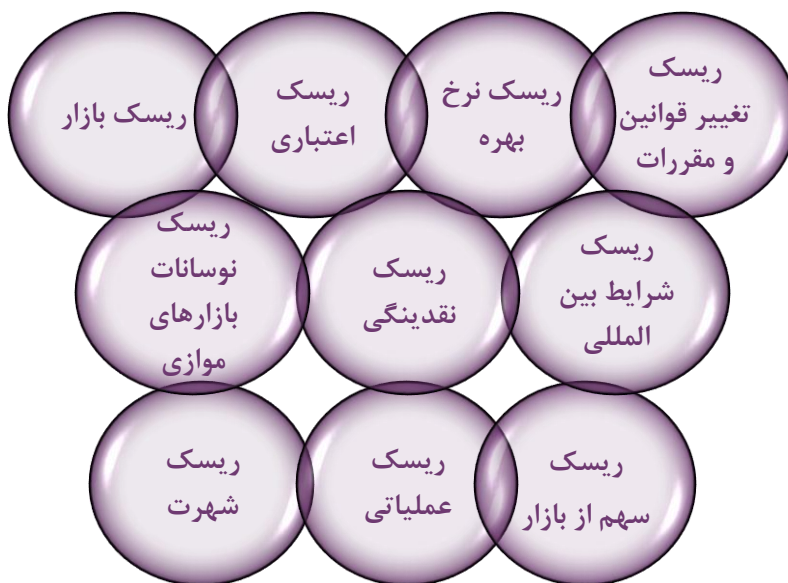 ریسک
تغییر قوانین
و مقررات
ریسک نرخ
بهره
ریسک
اعتباری
ریسک بازار
ریسک
شرایط بین
المللی
ریسک
نقدینگی
ریسک
نوسانات
بازارهای
موازی
ریسک
سهم از بازار
ریسک
عملیاتی
ریسک
شهرت